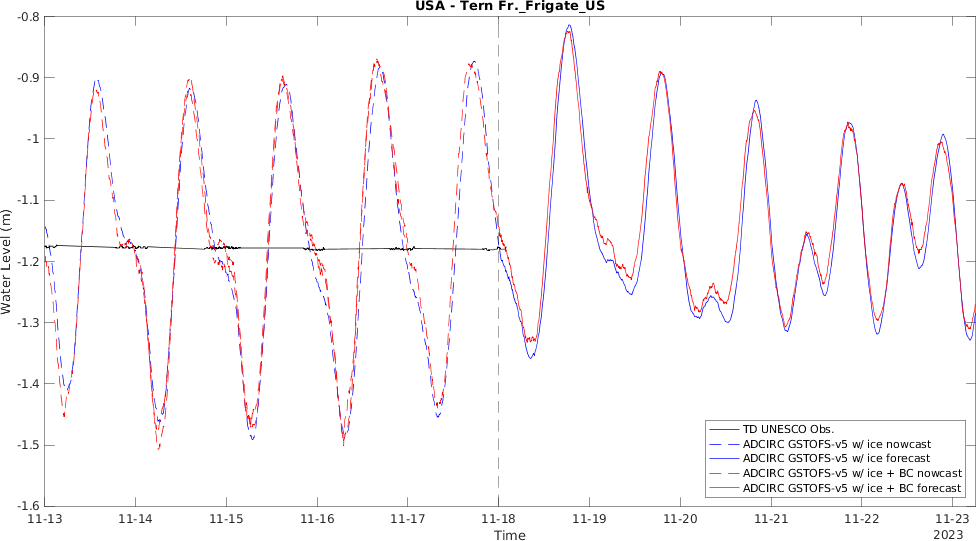 USA - Tern Fr._Frigate_US
-0.8
-0.9
-1
-1.1
-1.2
-1.3
-1.4
-1.5
-1.6
Water Level (m)
11-13
11-14
11-15
11-16
11-17
11-18
11-19
11-20
11-21
11-22
11-23
2023
Time
TD UNESCO Obs.
ADCIRC GSTOFS-v5 w/ ice nowcast
ADCIRC GSTOFS-v5 w/ ice forecast
ADCIRC GSTOFS-v5 w/ ice + BC nowcast
ADCIRC GSTOFS-v5 w/ ice + BC forecast